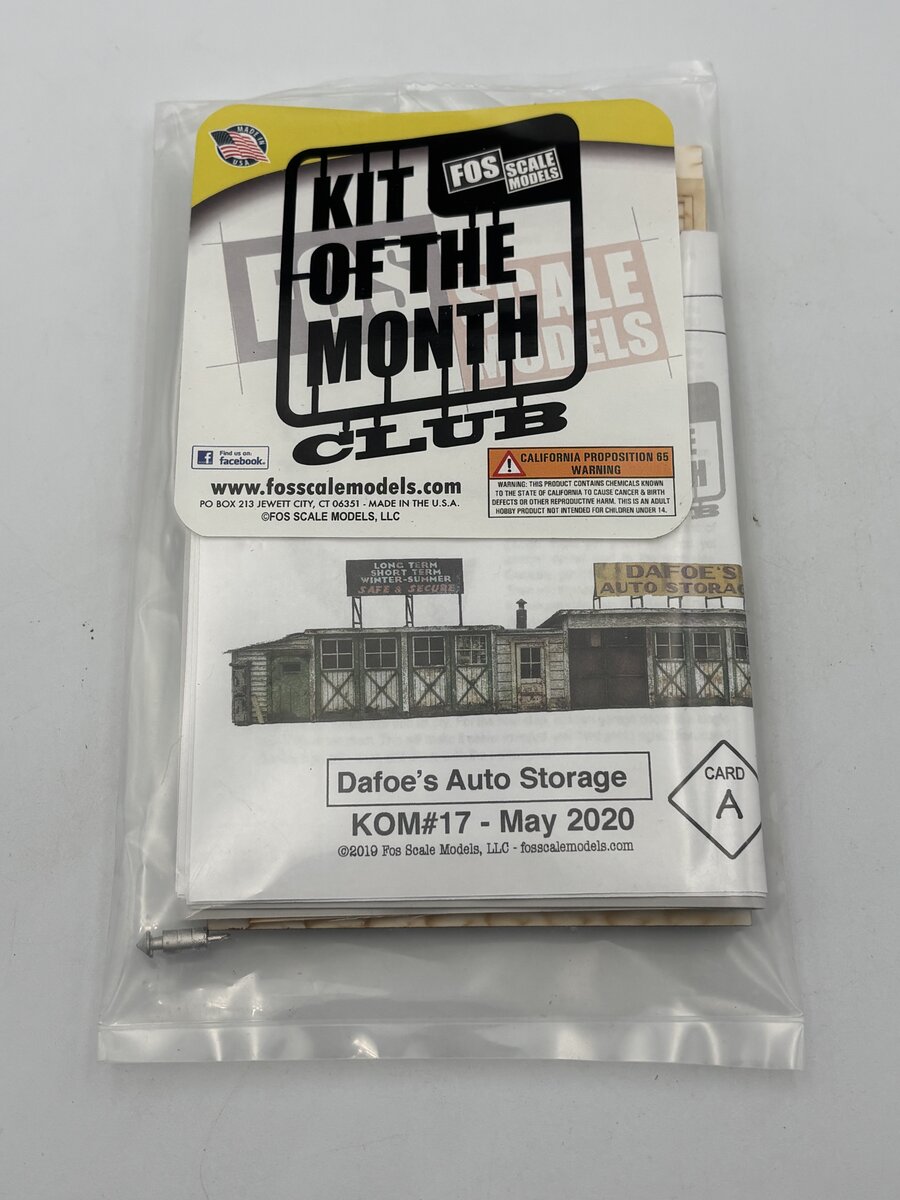 MADE IN
USA
FOS SCALE
MODELS
KIT
OF THE
MONTH
CLUB
FOS SCALE
MODELS
Find us on:
facebook.
www.fosscalemodels.com
PO BOX 213 JEWETT CITY, CT 06351 - MADE IN THE U.S.A.
©FOS SCALE MODELS, LLC
CALIFORNIA PROPOSITION 65
WARNING
WARNING: THIS PRODUCT CONTAINS CHEMICALS KNOWN
TO THE STATE OF CALIFORNIA TO CAUSE CANCER & BIRTH
DEFECTS OR OTHER REPRODUCTIVE HARM. THIS IS AN ADULT
HOBBY PRODUCT NOT INTENDED FOR CHILDREN UNDER 14.
LONG TERM
SHORT TERM
WINTER-SUMMER
SAFE & SECURE
DAFOE'S
AUTO STORAG
Dafoe's Auto Storage
KOM#17 - May 2020
©2019 Fos Scale Models, LLC - fosscalemodels.com
CARD
A